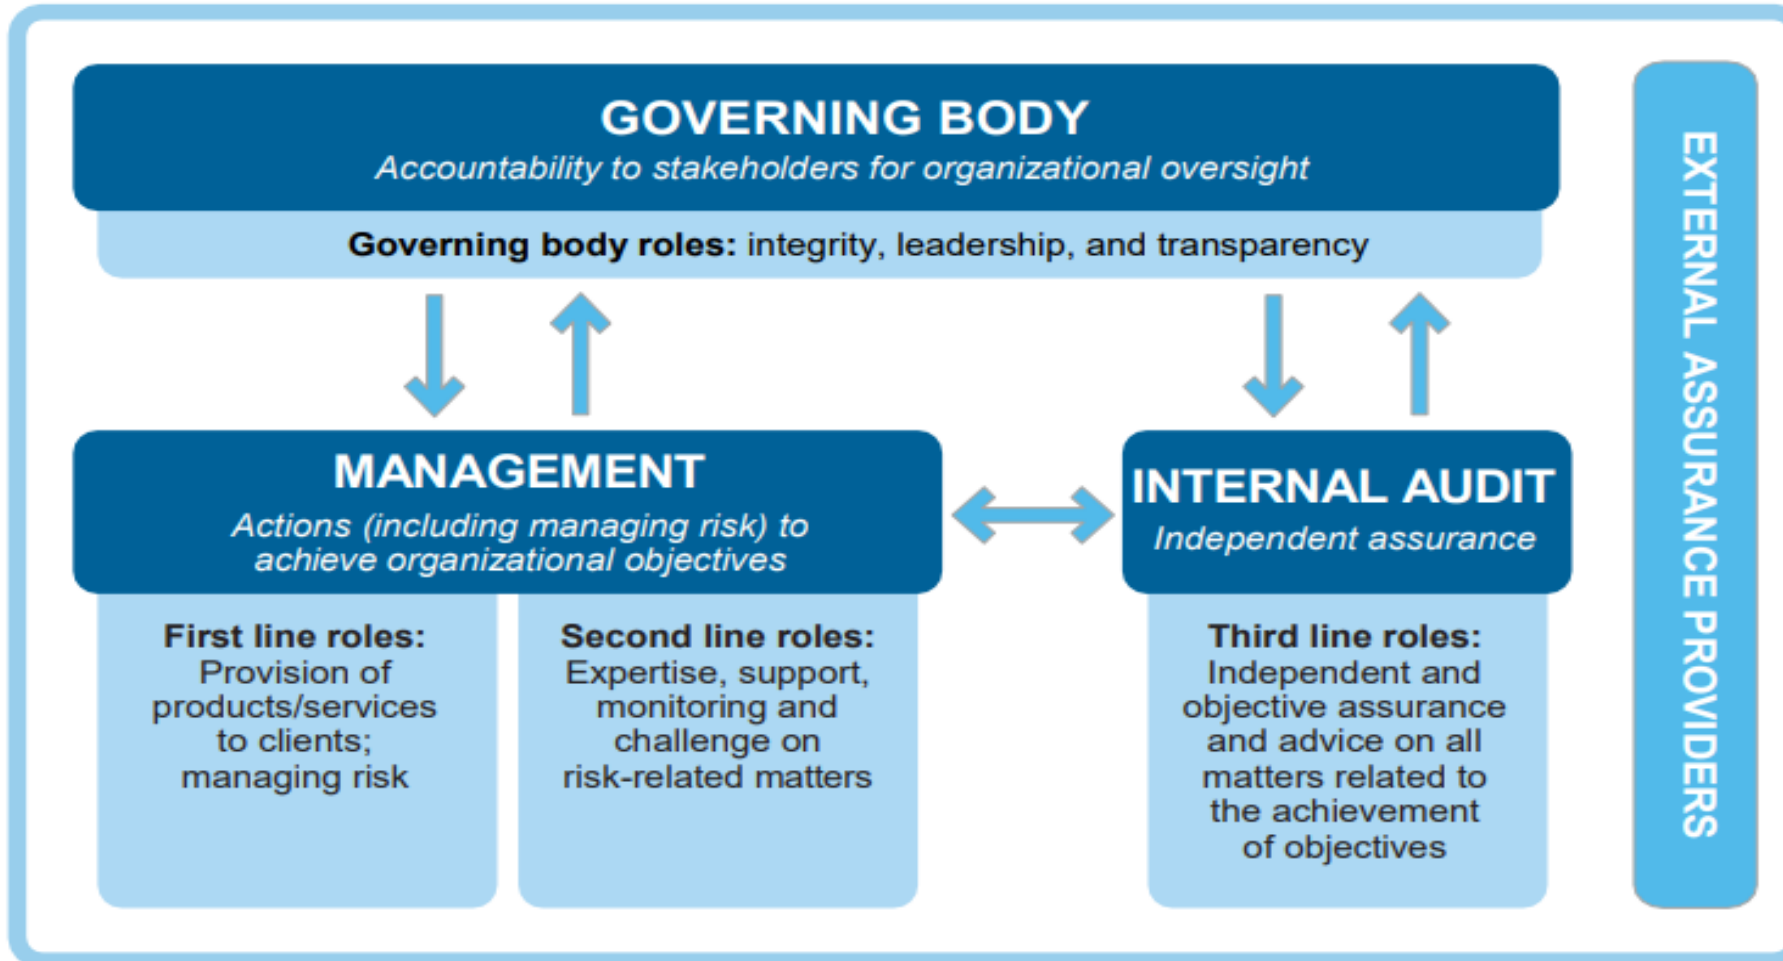 GOVERNING BODY
Accountability to stakeholders for organizational oversight
Governing body roles: integrity, leadership, and transparency
MANAGEMENT
Actions (including managing risk) to
achieve organizational objectives
First line roles:
Provision of
products/services
to clients;
managing risk
Second line roles:
Expertise, support,
monitoring and
challenge on
risk-related matters
INTERNAL AUDIT
Independent assurance
Third line roles:
Independent and
objective assurance
and advice on all
matters related to
the achievement
of objectives
EXTERNAL ASSURANCE PROVIDERS